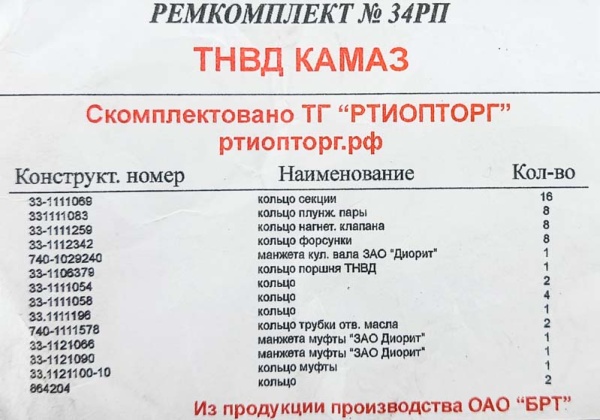 РЕМКОМПЛЕКТ № 34РП
ТНВД КАМАЗ
Скомплектовано ТГ “РТИОПТОРГ”
ртиопторг.рф
Конструкт. номер Наименование Кол-во
33-1111069 кольцо секции 16
331111083 кольцо плунж. пары 8
33-1111259 кольцо нагнет. клапана 8
33-1112342 кольцо форсунки 8
740-1029240 манжета кул. вала ЗАО "Диорит" 1
33-1106379 кольцо поршня ТНВД 1
33-1111054 кольцо 2
33-1111058 кольцо 4
33.1111196 кольцо 1
740-1111578 кольцо трубки отв. масла 2
33-1121066 манжета муфты "ЗАО Диорит" 1
33-1121090 манжета муфты "ЗАО Диорит" 1
33.1121100-10 кольцо муфты 1
864204 кольцо 2
Из продукции производства ОАО “БРТ”